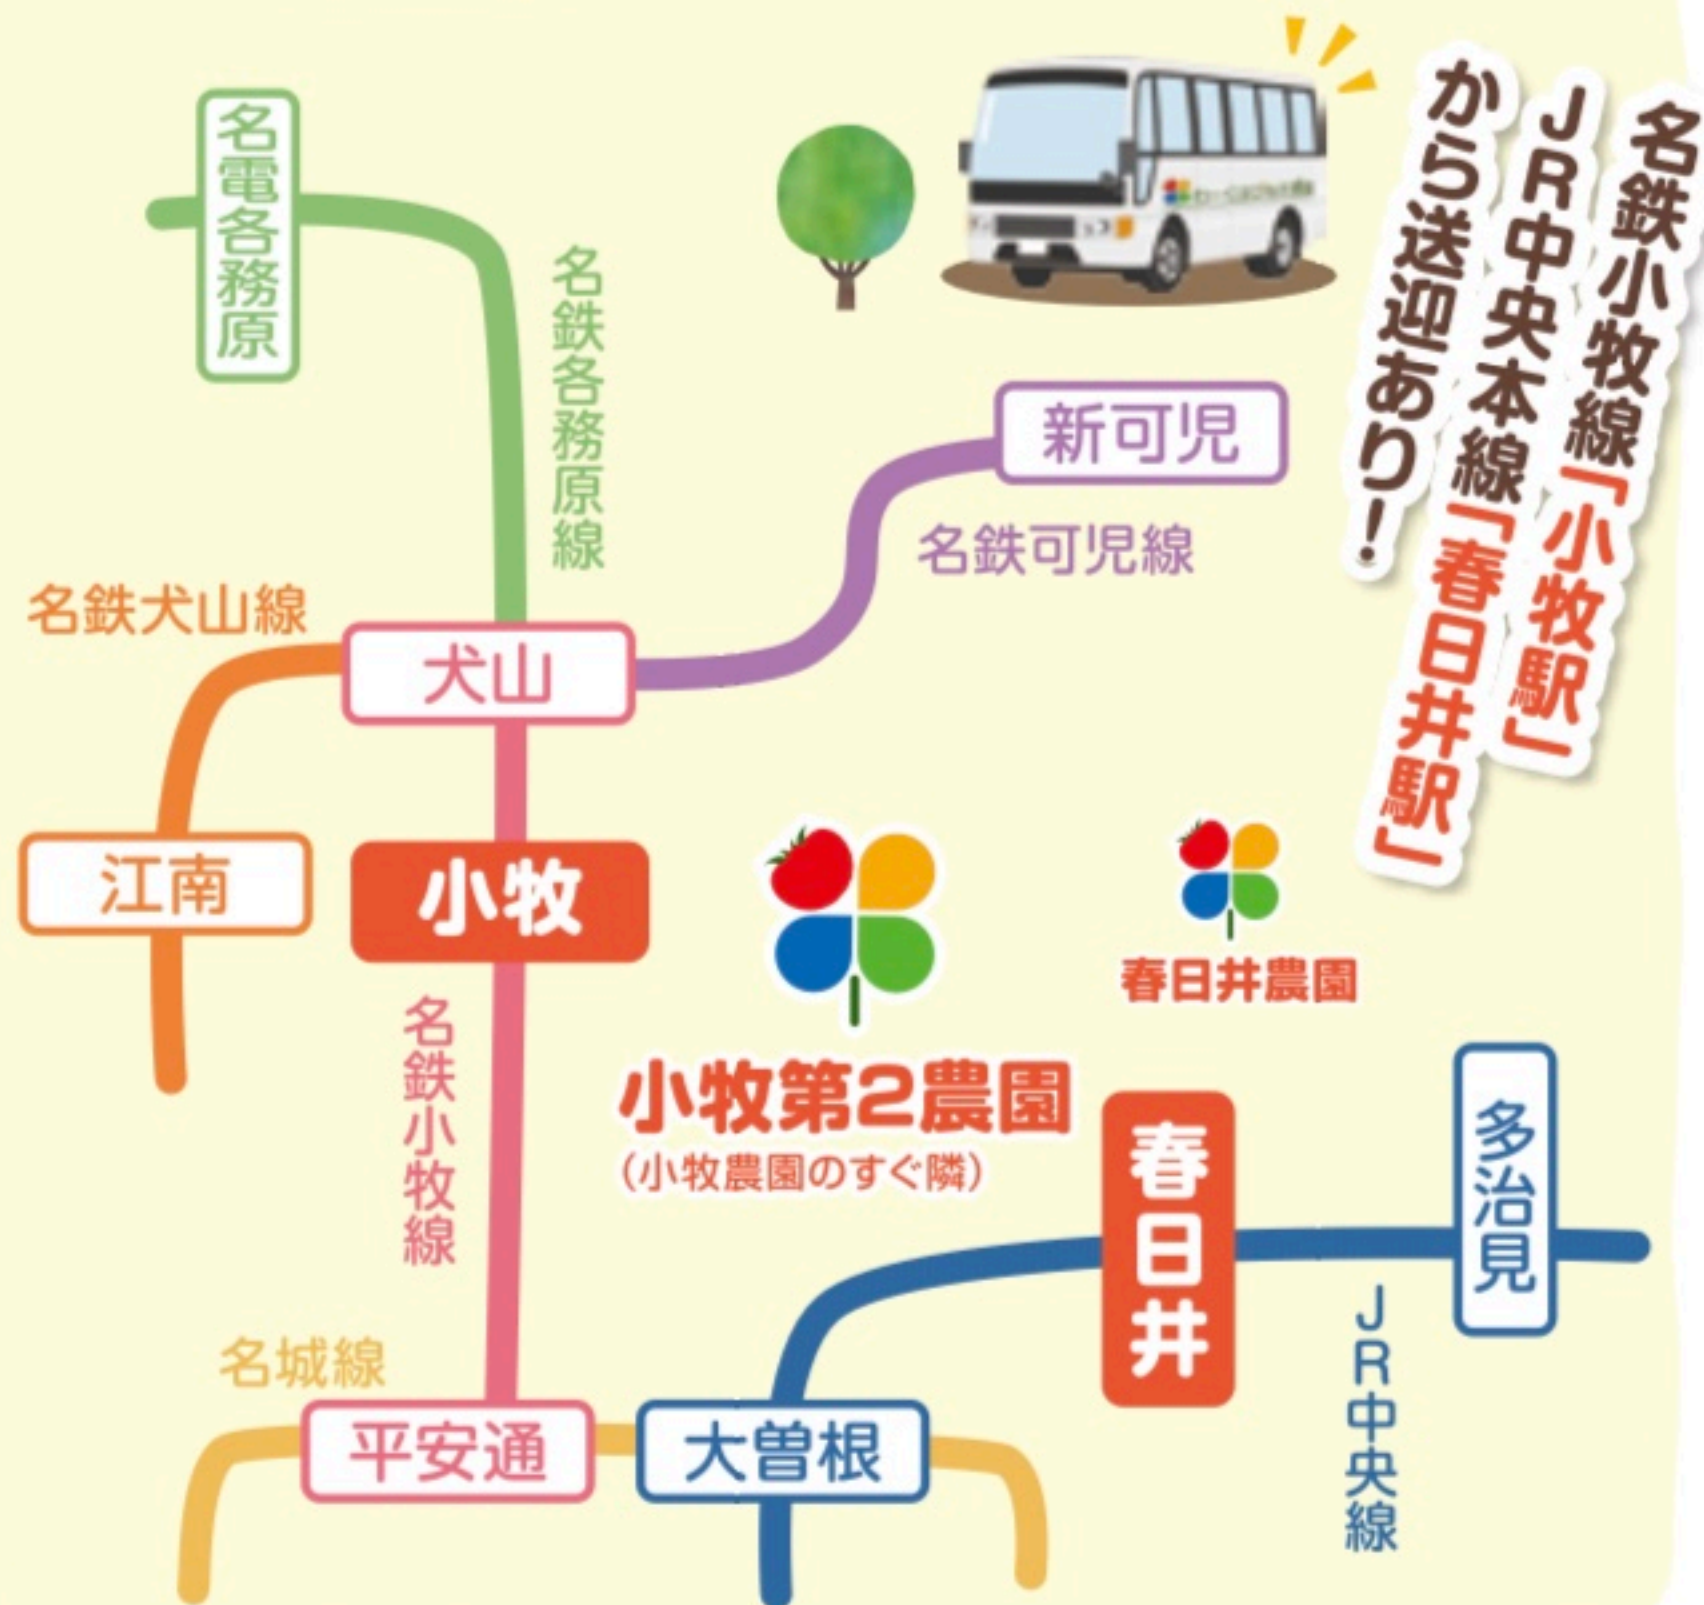 名鉄小牧線「小牧駅」
JR中央本線「春日井駅」
から送迎あり！
名電各務原
名鉄各務原線
新可児
名鉄可児線
名鉄犬山線
犬山
江南
小牧
春日井農園
名鉄小牧線
小牧第2農園
（小牧農園のすぐ隣）
春日井
多治見
JR中央線
名城線
平安通
大曽根